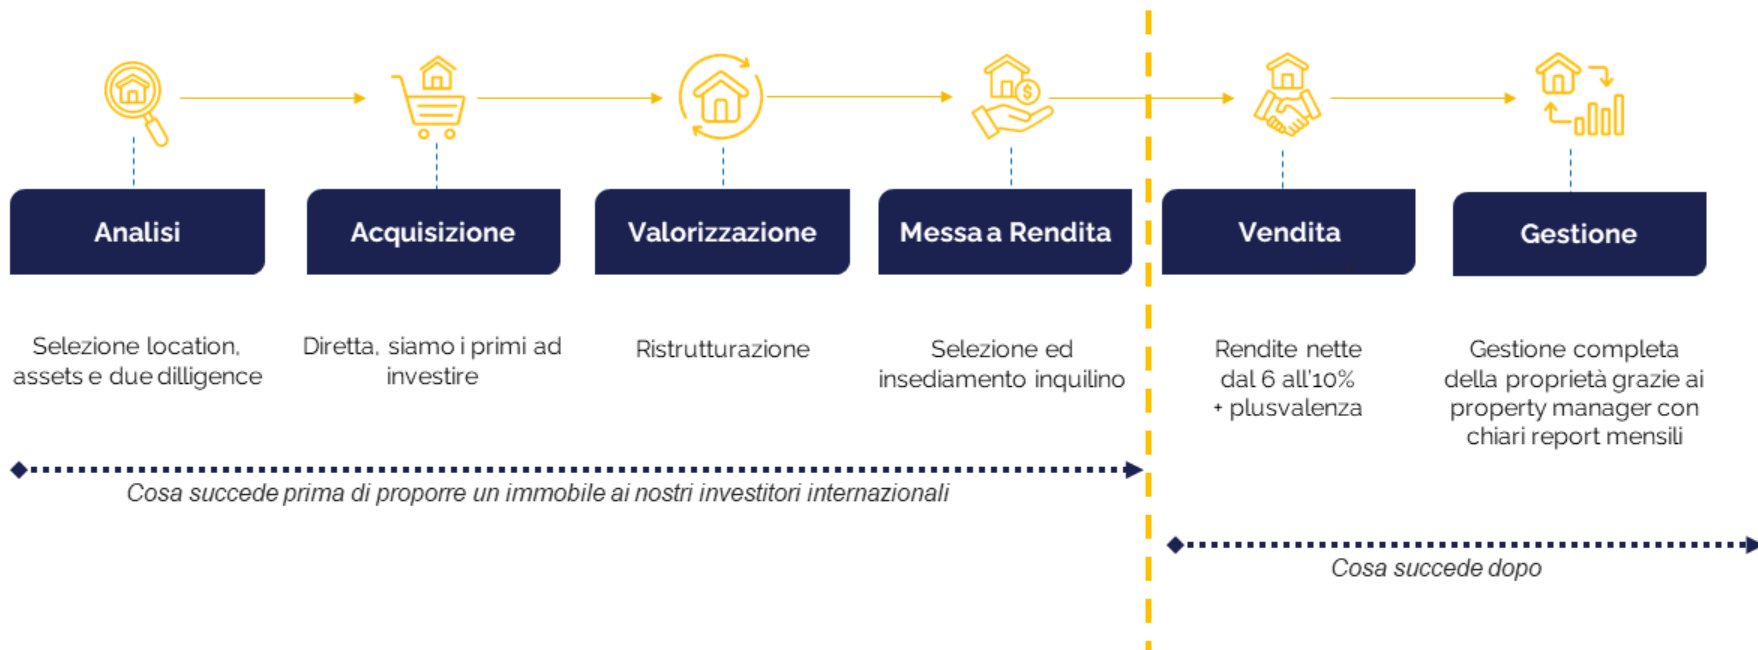 Analisi
Acquisizione
Valorizzazione
Messa a Rendita
Vendita
Gestione
Selezione location,
assets e due dilligence
Diretta, siamo i primi ad
investire
Ristrutturazione
Selezione ed
insediamento inquilino
Rendite nette
dal 6 all'10%
+ plusvalenza
Gestione completa
della proprietà grazie ai
property manager con
chiari report mensili
Cosa succede prima di proporre un immobile ai nostri investitori internazionali
Cosa succede dopo